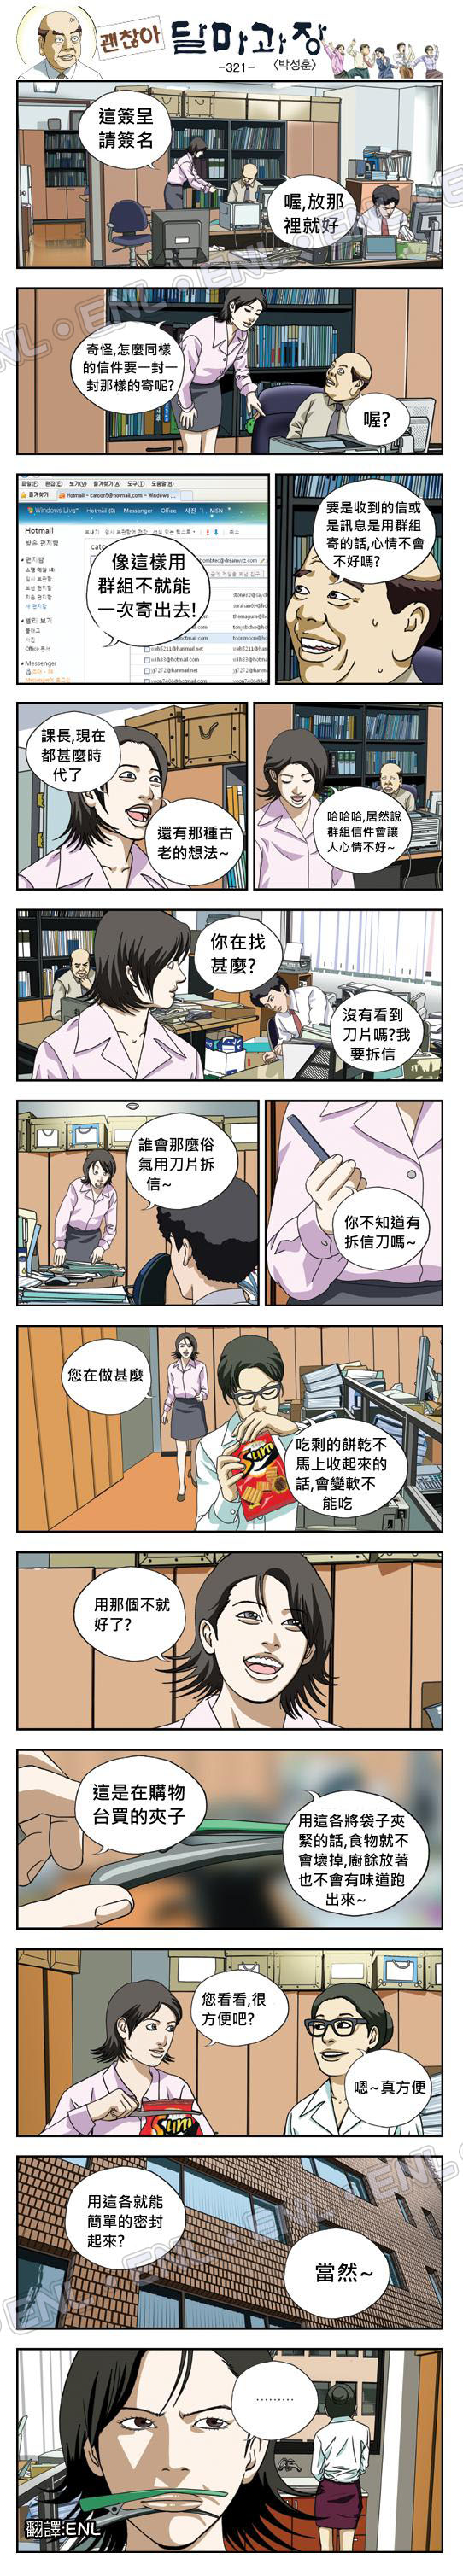 괜찮아 달마과장
-321- <박성훈>
這簽呈
請簽名
喔,放那
裡就好
奇怪,怎麼同樣
的信件要一封一
封那樣的寄呢?
喔?
Hotmail
像這樣用
群組不就能
一次寄出去!
要是收到的信或
是訊息是用群組
寄的話,心情不會
不好嗎?
課長,現在
都甚麼時
代了
還有那種古
老的想法~
哈哈哈,居然說
群組信件會讓
人心情不好~
你在找
甚麼?
沒有看到
刀片嗎?我
要拆信
誰會那麼俗
氣用刀片拆
信~
你不知道有
拆信刀嗎~
您在做甚麼
吃剩的餅乾不
馬上收起來的
話,會變軟不
能吃
用那個不就
好了?
這是在購物
台買的夾子
用這各將袋子夾
緊的話,食物就不
會壞掉,廚餘放著
也不會有味道跑
出來~
您看看,很
方便吧?
嗯~真方便
用這各就能
簡單的密封
起來?
當然~
·········
翻譯:ENL